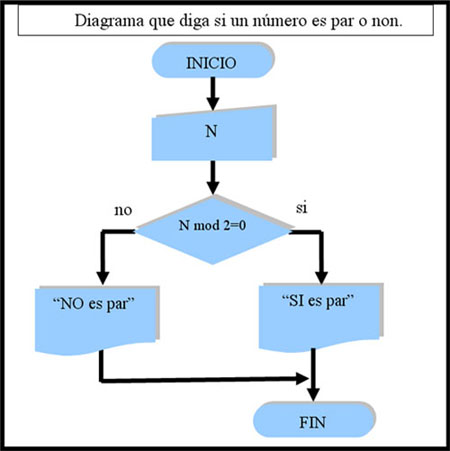 Diagrama que diga si un número es par o non.
INICIO
N
no
si
N mod 2=0
“NO es par”
“SI es par”
FIN